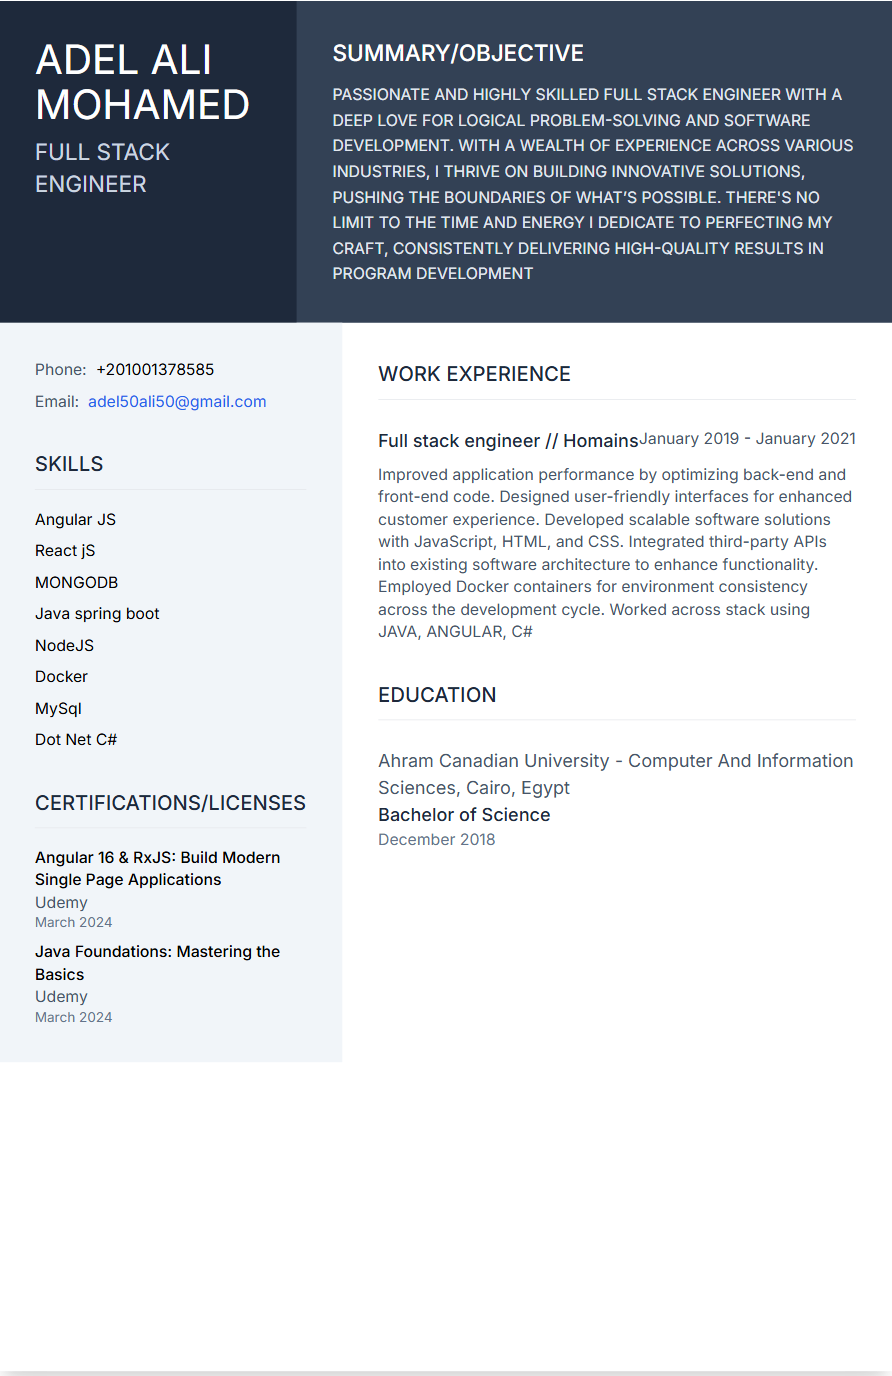 ADEL ALI
MOHAMED
FULL STACK
ENGINEER
SUMMARY/OBJECTIVE
PASSIONATE AND HIGHLY SKILLED FULL STACK ENGINEER WITH A
DEEP LOVE FOR LOGICAL PROBLEM-SOLVING AND SOFTWARE
DEVELOPMENT. WITH A WEALTH OF EXPERIENCE ACROSS VARIOUS
INDUSTRIES, I THRIVE ON BUILDING INNOVATIVE SOLUTIONS,
PUSHING THE BOUNDARIES OF WHAT’S POSSIBLE. THERE'S NO
LIMIT TO THE TIME AND ENERGY I DEDICATE TO PERFECTING MY
CRAFT, CONSISTENTLY DELIVERING HIGH-QUALITY RESULTS IN
PROGRAM DEVELOPMENT
Phone: +201001378585
Email: adel50ali50@gmail.com
SKILLS
Angular JS
React jS
MONGODB
Java spring boot
NodeJS
Docker
MySql
Dot Net C#
CERTIFICATIONS/LICENSES
Angular 16 & RxJS: Build Modern
Single Page Applications
Udemy
March 2024
Java Foundations: Mastering the
Basics
Udemy
March 2024
WORK EXPERIENCE
Full stack engineer // Homains January 2019 - January 2021
Improved application performance by optimizing back-end and
front-end code. Designed user-friendly interfaces for enhanced
customer experience. Developed scalable software solutions
with JavaScript, HTML, and CSS. Integrated third-party APIs
into existing software architecture to enhance functionality.
Employed Docker containers for environment consistency
across the development cycle. Worked across stack using
JAVA, ANGULAR, C#
EDUCATION
Ahram Canadian University - Computer And Information
Sciences, Cairo, Egypt
Bachelor of Science
December 2018